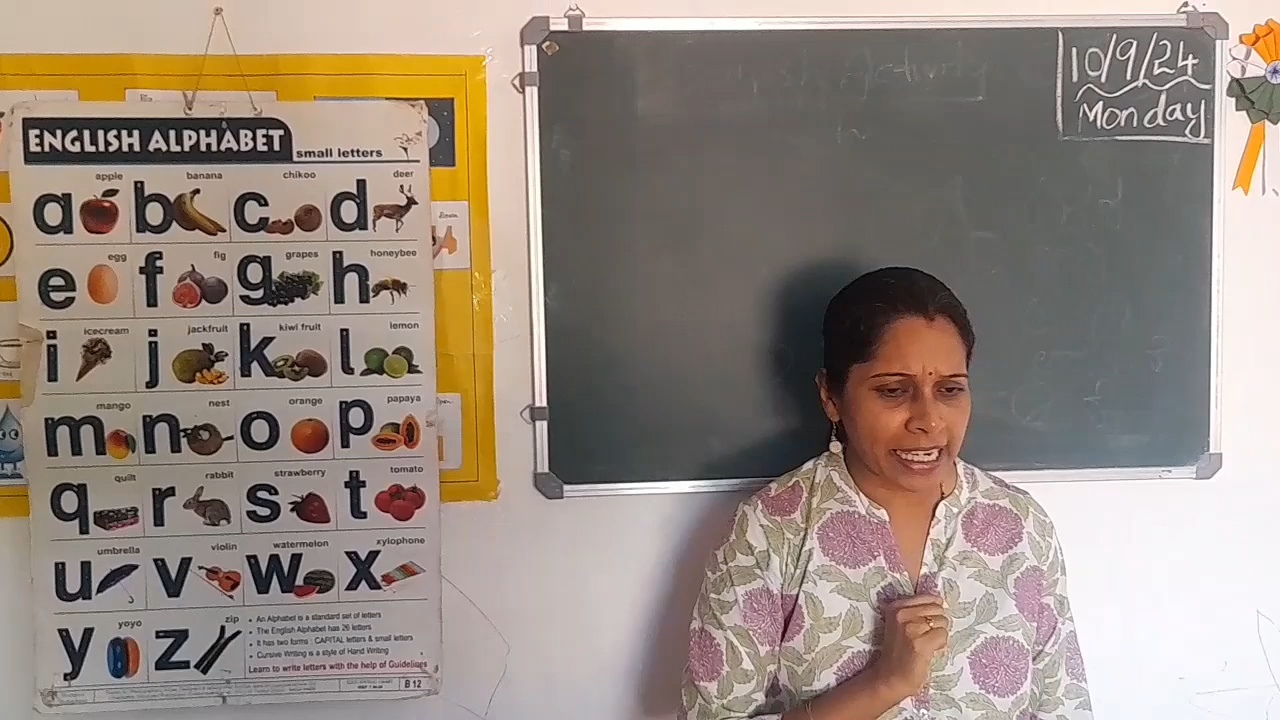 ENGLISH ALPHABET
small letters
apple banana chikoo deer
a b c d
egg fig grapes honeybee
e f g h
icecream jackfruit kiwi fruit lemon
i j k l
mango nest orange papaya
m n o p
quilt rabbit strawberry tomato
q r s t
umbrella violin watermelon xylophone
u v w x
yoyo zip
y z
An Alphabet is a standard set of letters
The English Alphabet has 26 letters
It has two forms : CAPITAL letters & small letters
Cursive Writing is a style of Hand Writing
Learn to write letters with the help of Guidelines
B 12
10/9/24
Monday